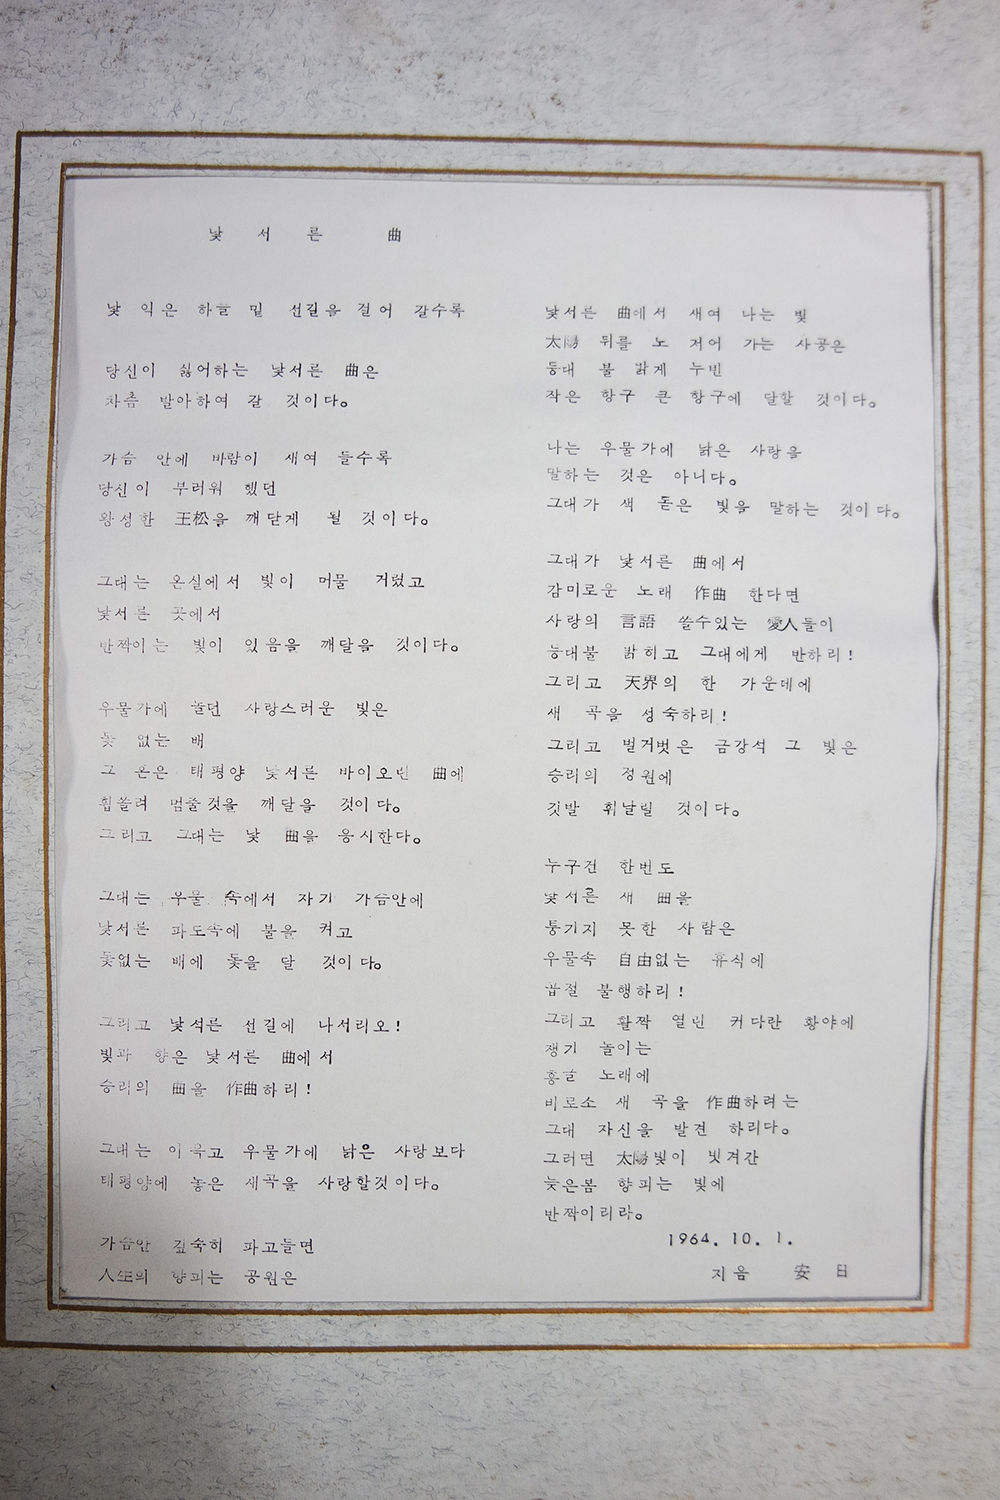 낯 서 른 曲
낯 익은 하늘 밑 선길을 걸어 갈수록
당신이 싫어하는 낯서른 曲은
차츰 발아하여 갈 것이다。
가슴 안에 바람이 새여 들수록
당신이 부러워 했던
왕성한 王松을 깨닫게 될 것이다。
그대는 온실에서 빛이 머물 거렸고
낯서른 곳에서
반짝이는 빛이 있음을 깨달을 것이다。
우물가에 놀던 사랑스러운 빛은
돛 없는 배
그 혼은 태평양 낯서른 바이오린 曲에
휩쓸려 멈출것을 깨달을 것이다。
그리고 그대는 낯 曲을 응시한다。
그대는 우물 속에서 자기 가슴안에
낯서른 파도속에 불을 켜고
돛없는 배에 돛을 달 것이다。
그리고 낯석른 선길에 나서리오!
빛과 향은 낯서른 曲에서
승리의 曲을 作曲하리!
그대는 이윽고 우물가에 낡은 사랑보다
태평양에 놓은 새곡을 사랑할것이다。
가슴안 깊숙히 파고들면
人生의 향피는 공원은
낯서른 曲에서 새여 나는 빛
太陽 뒤를 노 저어 가는 사공은
등대 불 밝게 누빈
작은 항구 큰 항구에 달할 것이다。
나는 우물가에 낡은 사랑을
말하는 것은 아니다。
그대가 색 돋은 빛을 말하는 것이다。
그대가 낯서른 曲에서
감미로운 노래 作曲 한다면
사랑의 言語 쓸수있는 愛人들이
등대불 밝히고 그대에게 반하리!
그리고 天界의 한 가운데에
새 곡을 성숙하리!
그리고 벌거벗은 금강석 그 빛은
승리의 정원에
깃발 휘날릴 것이다。
누구건 한번도
낯서른 새 曲을
퉁기지 못한 사람은
우물속 自由없는 휴식에
곱절 불행하리!
그리고 활짝 열린 커다란 황야에
쟁기 놀이는
흥글 노래에
비로소 새 곡을 作曲하려는
그대 자신을 발견 하리다。
그러면 太陽빛이 빗겨간
늦은봄 향피는 빛에
반짝이리라。
1964. 10. 1.
지음 安 日